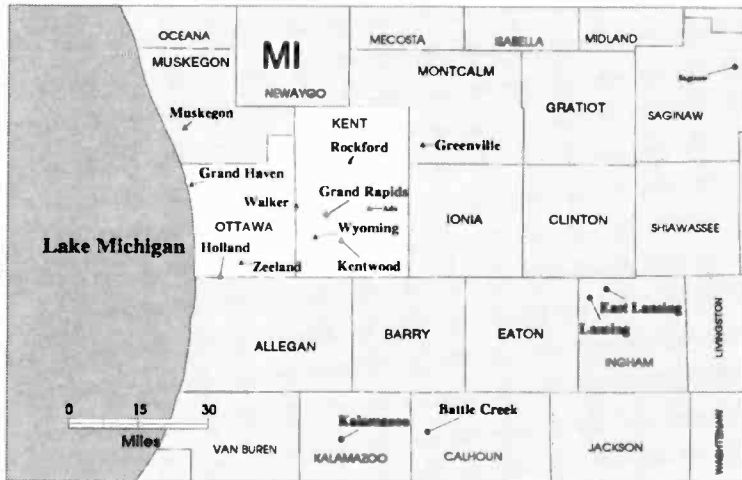 OCEANA
MI
MECOSTA
ISABELLA
MIDLAND
MUSKEGON
MONTCALM
NEWAYGO
GRATIOT
SAGINAW
Saginaw
Muskegon
KENT
Rockford
Greenville
Grand Haven
Grand Rapids
Walker
Ada
OTTAWA
Wyoming
IONIA
CLINTON
SHIAWASSEE
Lake Michigan
Holland
Zeeland
Kentwood
East Lansing
Lansing
ALLEGAN
BARRY
EATON
INGHAM
LIVINGSTON
0 15 30
Miles
Kalamazoo
Battle Creek
VAN BUREN
KALAMAZOO
CALHOUN
JACKSON
WASHTENAW